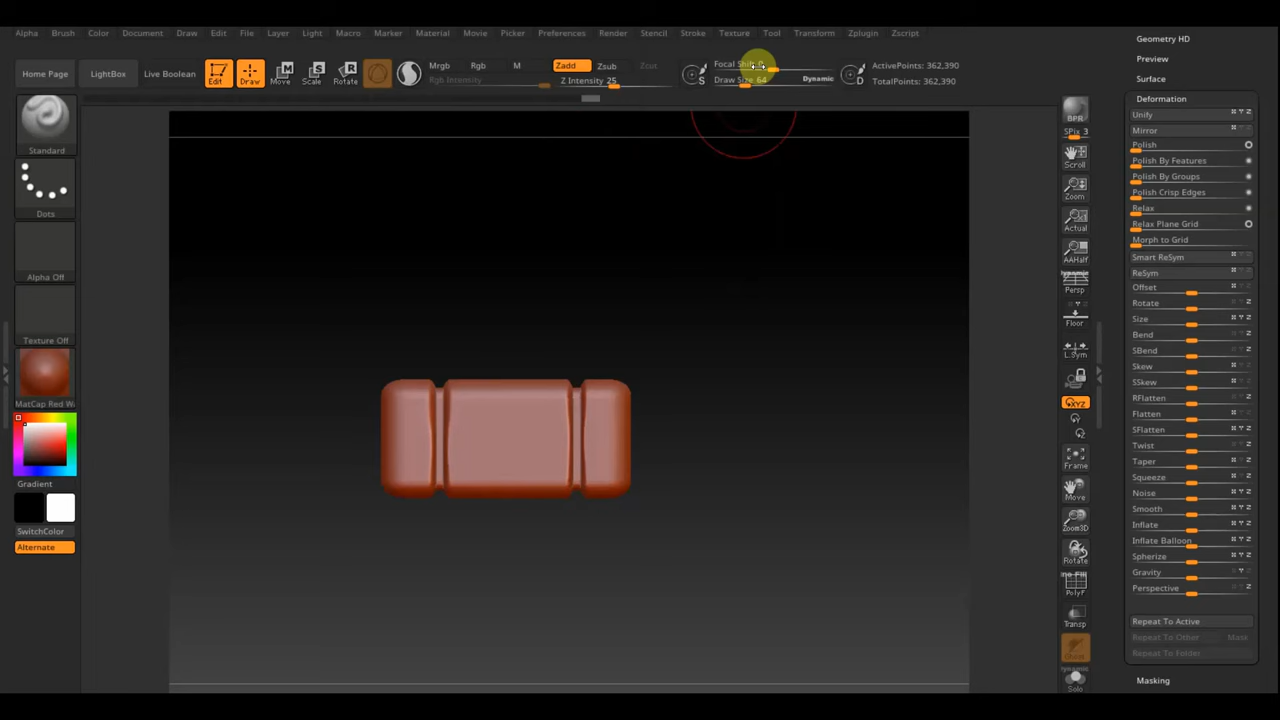 Alpha Brush Color Document Draw Edit File Layer Light Macro Marker Material Movie Picker Preferences Render Stencil Stroke Texture Tool Transform Zplugin Zscript
Home Page LightBox Live Boolean Edit Draw Move Scale Rotate
Mrgb Rgb M Zadd Zsub Zcut
Rgb Intensity Z Intensity 25
S
Focal Shift 0
Draw Size 64 Dynamic
D
ActivePoints: 362,390
TotalPoints: 362,390
Standard
Dots
Alpha Off
Texture Off
MatCap Red W
Gradient
SwitchColor
Alternate
BPR
SPix 3
Scroll
Zoom
Actual
AAHalf
Persp
Floor
L.Sym
XYZ
Frame
Move
Zoom3D
Rotate
PolyF
Transp
Solo
Geometry HD
Preview
Surface
Deformation
Unify
Mirror
Polish
Polish By Features
Polish By Groups
Polish Crisp Edges
Relax
Relax Plane Grid
Morph to Grid
Smart ReSym
ReSym
Offset
Rotate
Size
Bend
SBend
Skew
SSkew
RFlatten
Flatten
SFlatten
Twist
Taper
Squeeze
Noise
Smooth
Inflate
Inflate Balloon
Spherize
Gravity
Perspective
Repeat To Active
Repeat To Other Mask
Repeat To Folder
Masking